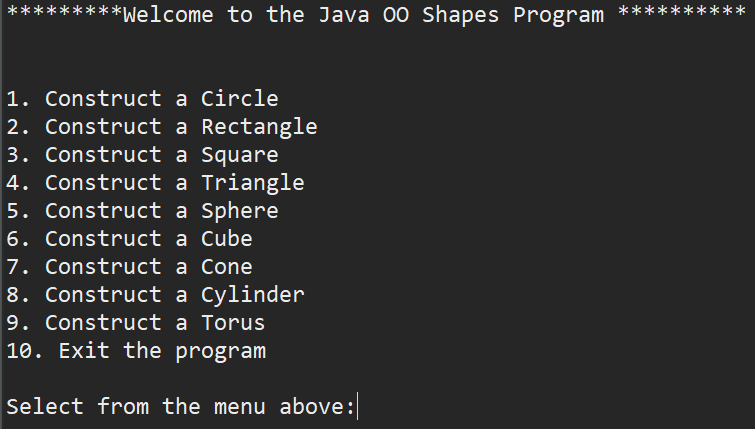 *********Welcome to the Java OO Shapes Program **********
1. Construct a Circle
2. Construct a Rectangle
3. Construct a Square
4. Construct a Triangle
5. Construct a Sphere
6. Construct a Cube
7. Construct a Cone
8. Construct a Cylinder
9. Construct a Torus
10. Exit the program
Select from the menu above: